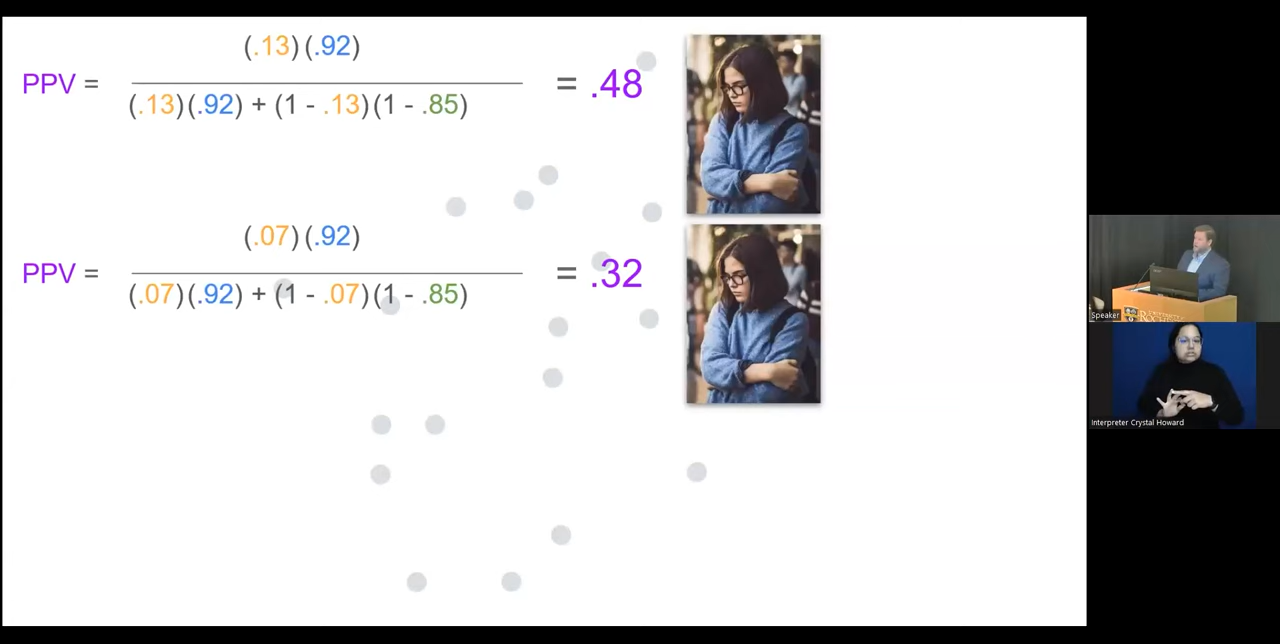 (.13)(.92)
PPV =
= .48
(.13)(.92) + (1 - .13)(1 - .85)
(.07)(.92)
PPV =
= .32
(.07)(.92) + (1 - .07)(1 - .85)
Speaker
Interpreter Crystal Howard